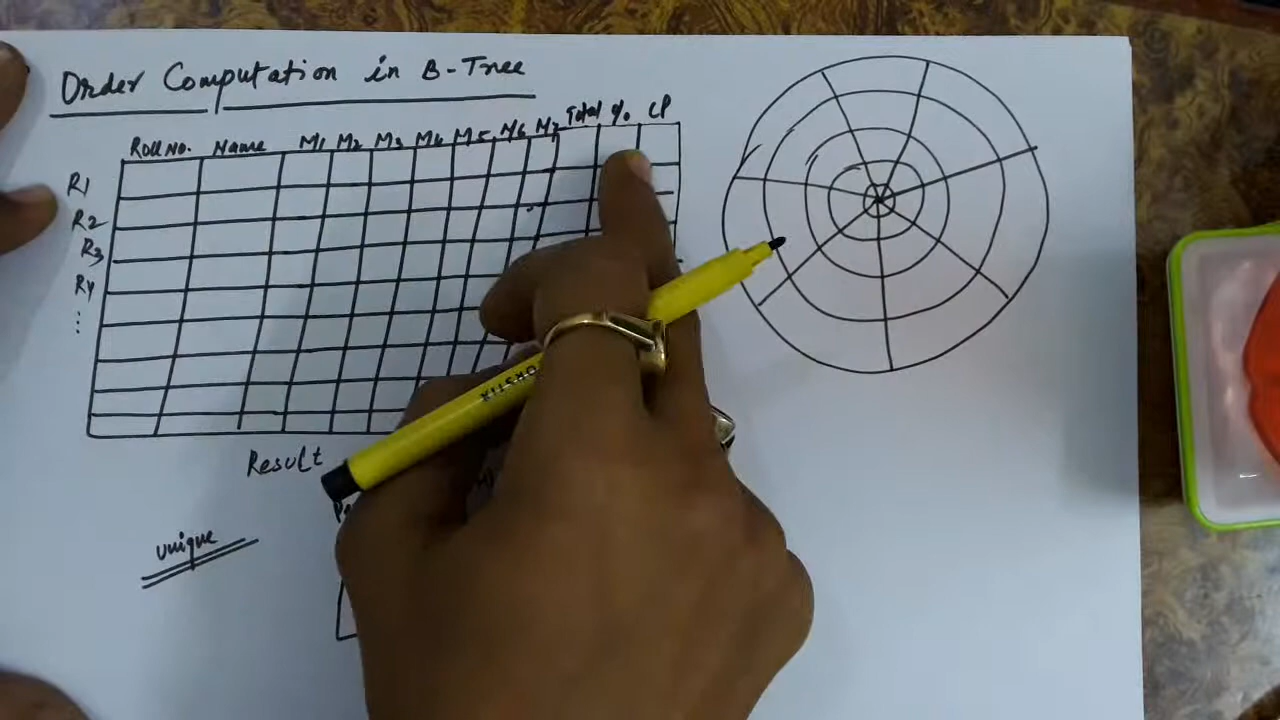 Order Computation in B-Tree
Roll No. Name M1 M2 M3 M4 M5 M6 M7 Total % CP
R1
R2
R3
R4
⋮
Result
unique